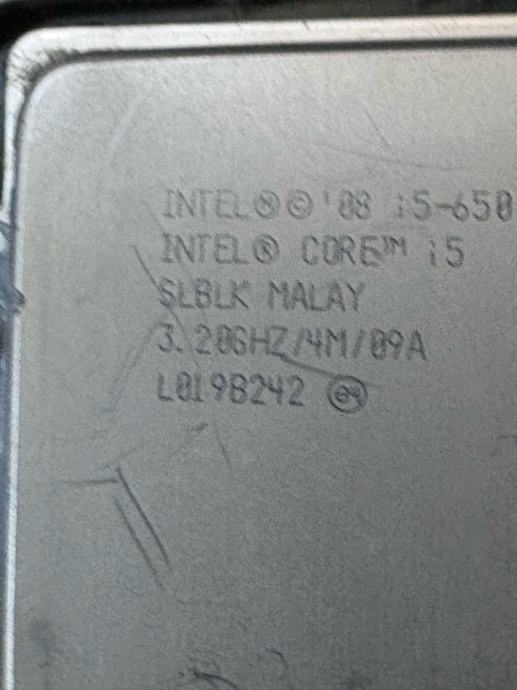 INTEL Ⓜ © '08 i5-650
INTEL® CORE™ i5
SLBLK MALAY
3.20GHZ/4M/09A
L019B242 e4